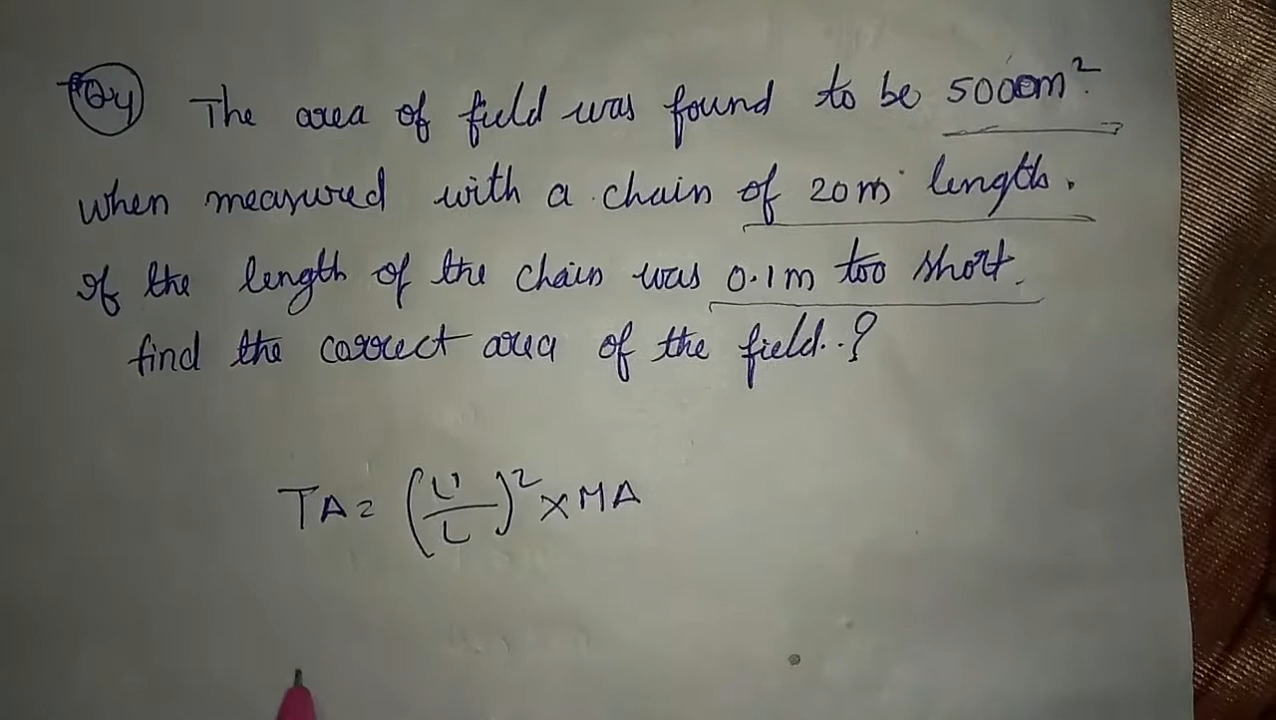 Q4 The area of field was found to be 5000m².
when measured with a chain of 20m length.
If the length of the chain was 0.1m too short.
find the correct area of the field..?
TA = (L'/L)² × MA